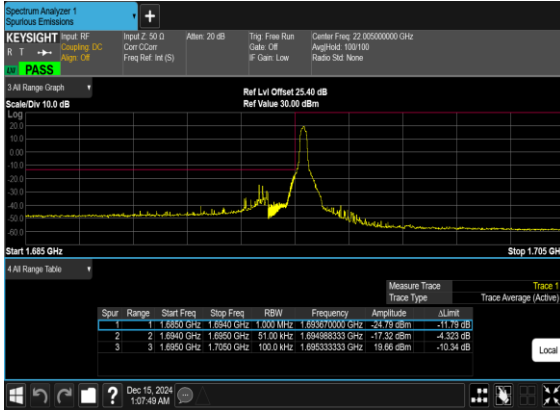 Spectrum Analyzer 1
Spurious Emissions
+
KEYSIGHT Input: RF Input Z: 50 Ω Atten: 20 dB Trig: Free Run Center Freq: 22.005000000 GHz
R T Coupling: DC Corr CCorr Gate: Off Avg|Hold: 100/100
Align: Off Freq Ref: Int (S) IF Gain: Low Radio Std: None
PASS
3 All Range Graph
Ref Lvl Offset 25.40 dB
Scale/Div 10.0 dB Ref Value 30.00 dBm
Log
20.0
10.0
0.00
-10.0
-20.0
-30.0
-40.0
-50.0
-60.0
Start 1.685 GHz Stop 1.705 GH
4 All Range Table
Measure Trace Trace 1
Trace Type Trace Average (Active)
Spur Range Start Freq Stop Freq RBW Frequency Amplitude ΔLimit
1 1 1.6850 GHz 1.6940 GHz 1.000 MHz 1.693670000 GHz -24.79 dBm -11.79 dB
2 2 1.6940 GHz 1.6950 GHz 51.00 kHz 1.694988333 GHz -17.32 dBm -4.323 dB
3 3 1.6950 GHz 1.7050 GHz 100.0 kHz 1.695333333 GHz 19.66 dBm -10.34 dB
Local
? Dec 15, 2024
1:07:49 AM